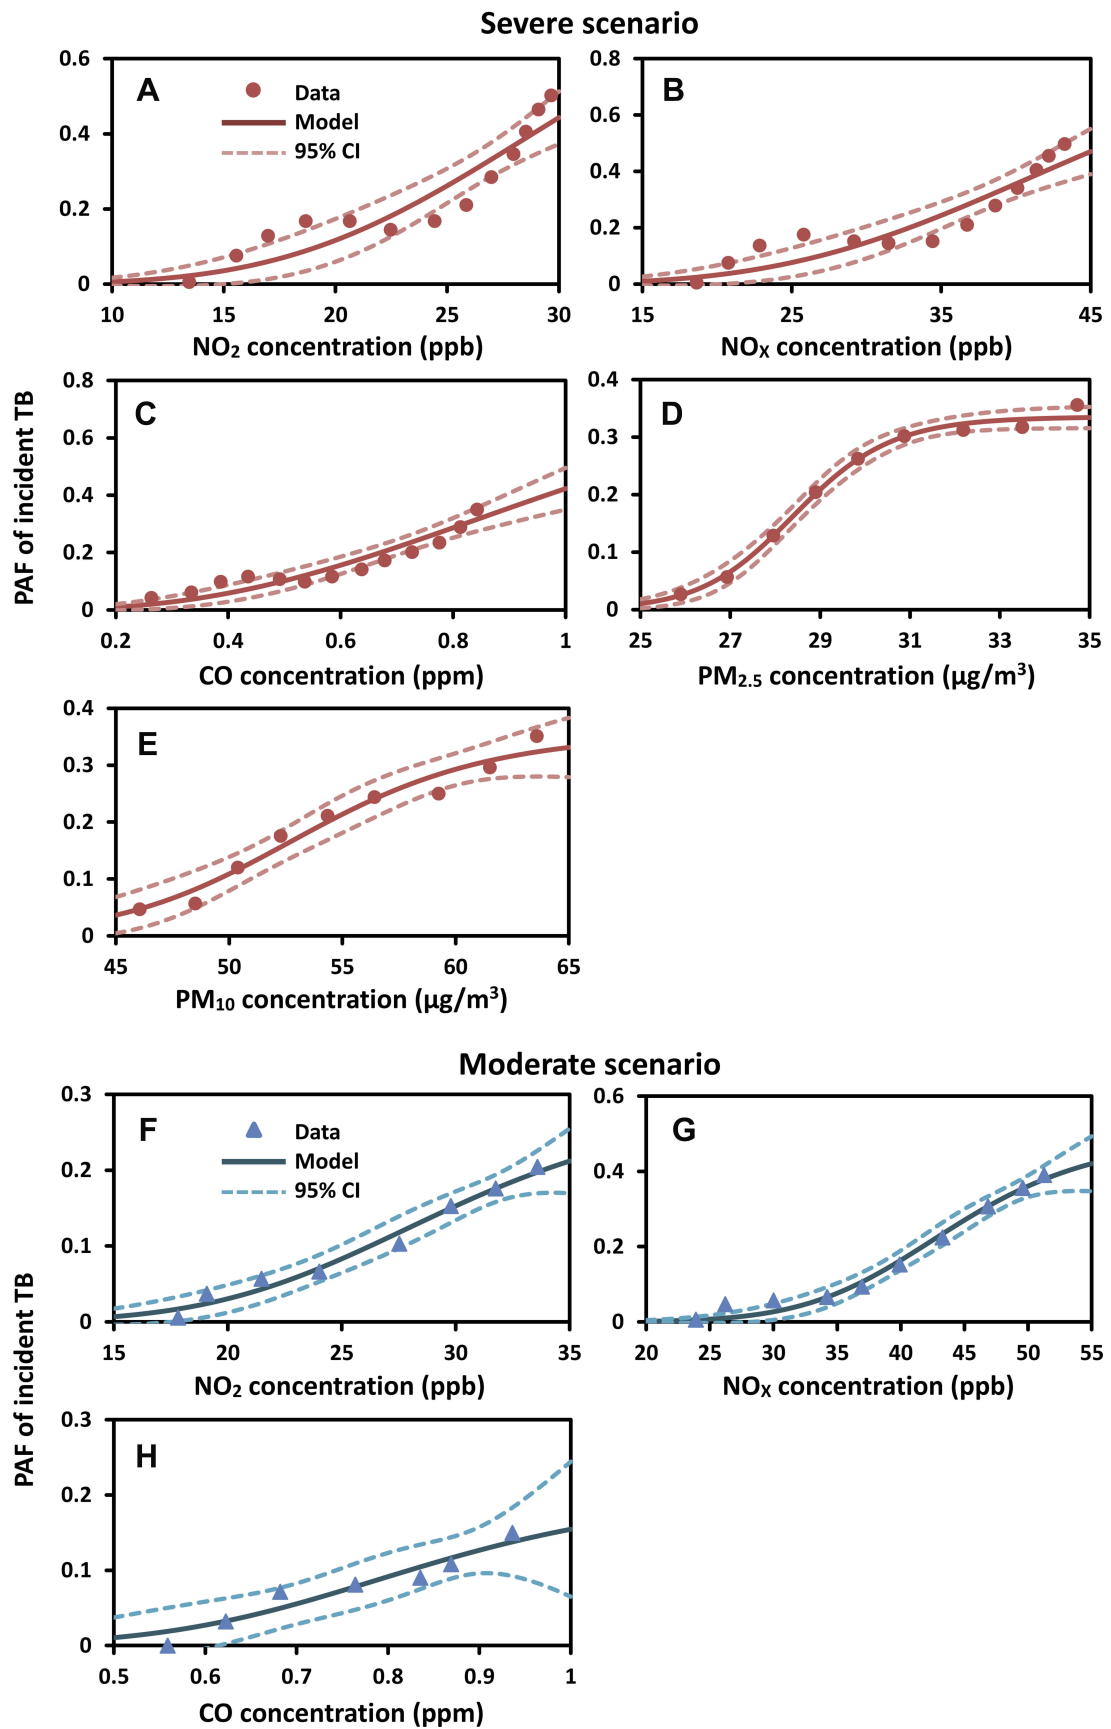 Severe scenario
A
Data
Model
95% CI
0.6
0.4
0.2
0
10 15 20 25 30
NO₂ concentration (ppb)
B
0.8
0.6
0.4
0.2
0
15 25 35 45
NOₓ concentration (ppb)
PAF of incident TB
C
0.8
0.6
0.4
0.2
0
0.2 0.4 0.6 0.8 1
CO concentration (ppm)
D
0.4
0.3
0.2
0.1
0
25 27 29 31 33 35
PM₂.₅ concentration (µg/m³)
E
0.4
0.3
0.2
0.1
0
45 50 55 60 65
PM₁₀ concentration (µg/m³)
Moderate scenario
F
Data
Model
95% CI
0.3
0.2
0.1
0
15 20 25 30 35
NO₂ concentration (ppb)
G
0.6
0.4
0.2
0
20 25 30 35 40 45 50 55
NOₓ concentration (ppb)
PAF of incident TB
H
0.3
0.2
0.1
0
0.5 0.6 0.7 0.8 0.9 1
CO concentration (ppm)